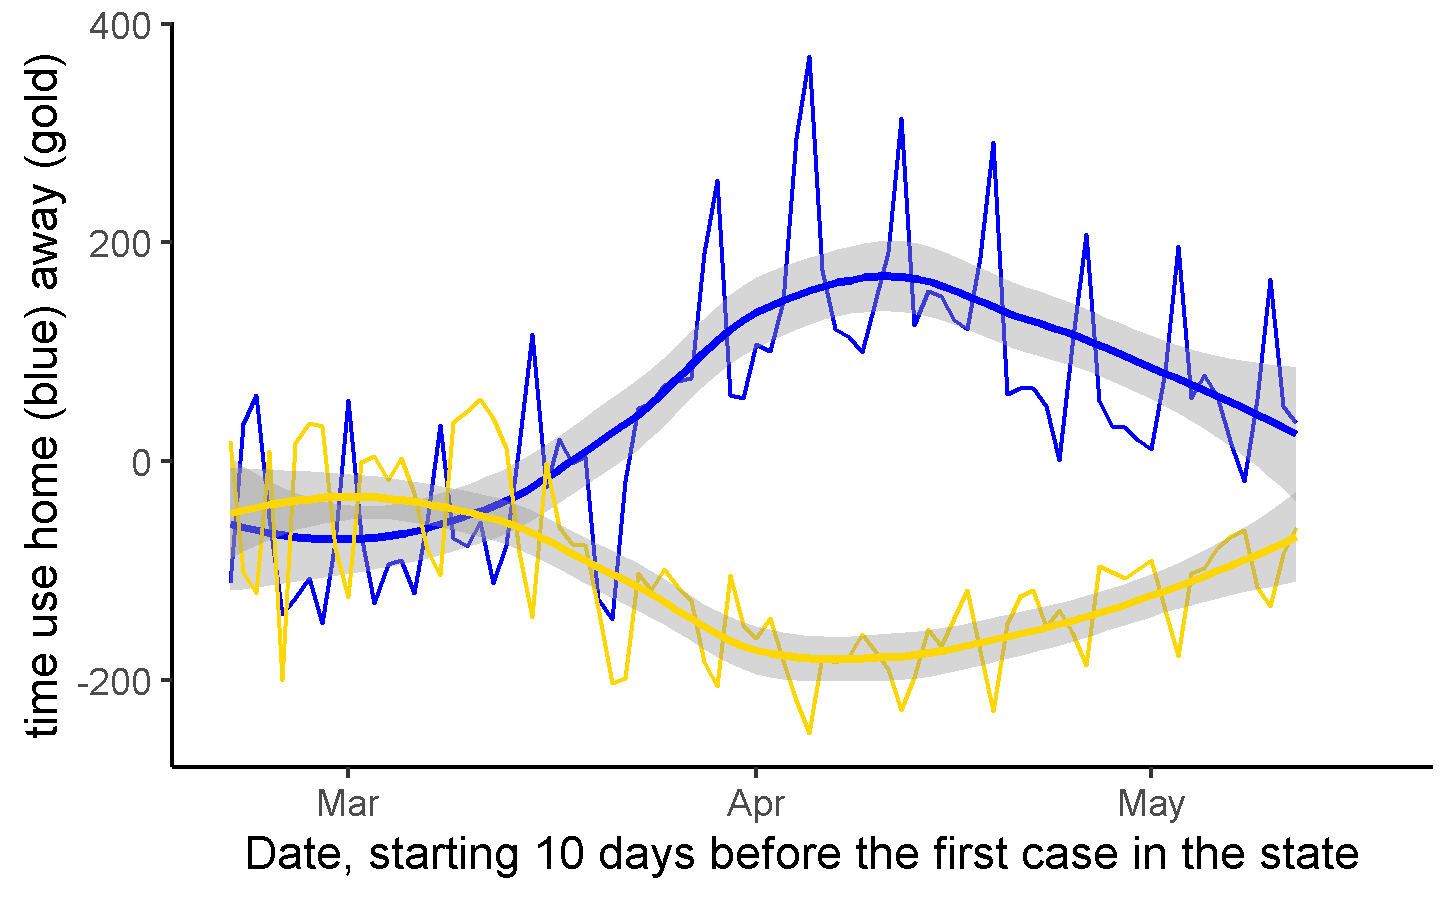 time use home (blue) away (gold)
400
200
0
-200
Mar Apr May
Date, starting 10 days before the first case in the state